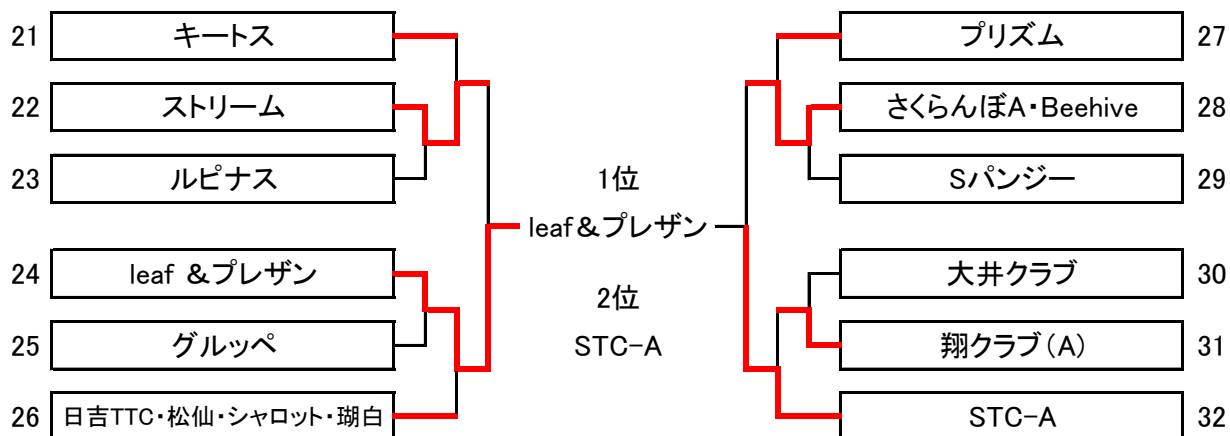 21 キートス
22 ストリーム
23 ルピナス
24 leaf &プレザン
25 グルッペ
26 日吉TTC・松仙・シャロット・瑚白
1位
leaf&プレザン
2位
STC-A
プリズム 27
さくらんぼA・Beehive 28
Sパンジー 29
大井クラブ 30
翔クラブ(A) 31
STC-A 32